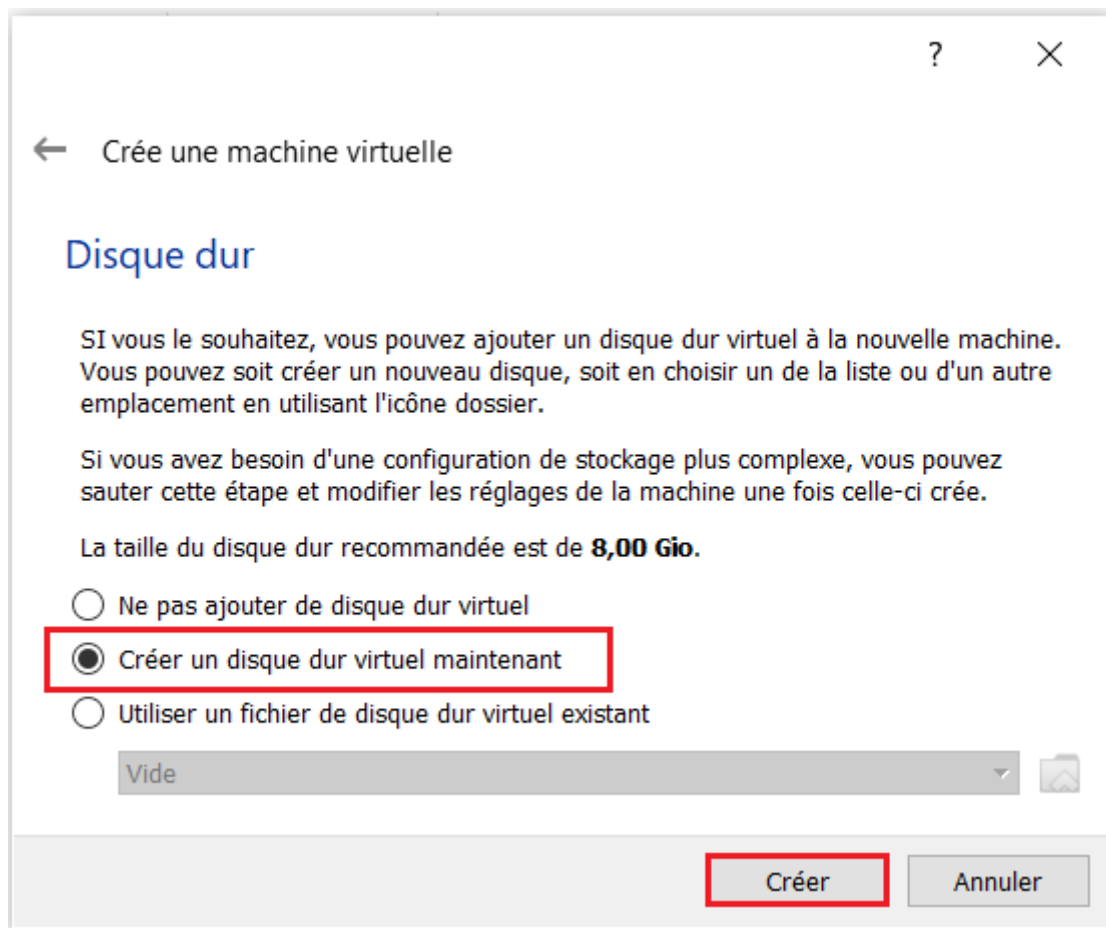 ?
Crée une machine virtuelle
Disque dur
SI vous le souhaitez, vous pouvez ajouter un disque dur virtuel à la nouvelle machine.
Vous pouvez soit créer un nouveau disque, soit en choisir un de la liste ou d'un autre
emplacement en utilisant l'icône dossier.
Si vous avez besoin d'une configuration de stockage plus complexe, vous pouvez
sauter cette étape et modifier les réglages de la machine une fois celle-ci crée.
La taille du disque dur recommandée est de 8,00 Gio.
Ne pas ajouter de disque dur virtuel
Créer un disque dur virtuel maintenant
Utiliser un fichier de disque dur virtuel existant
Vide
Créer
Annuler